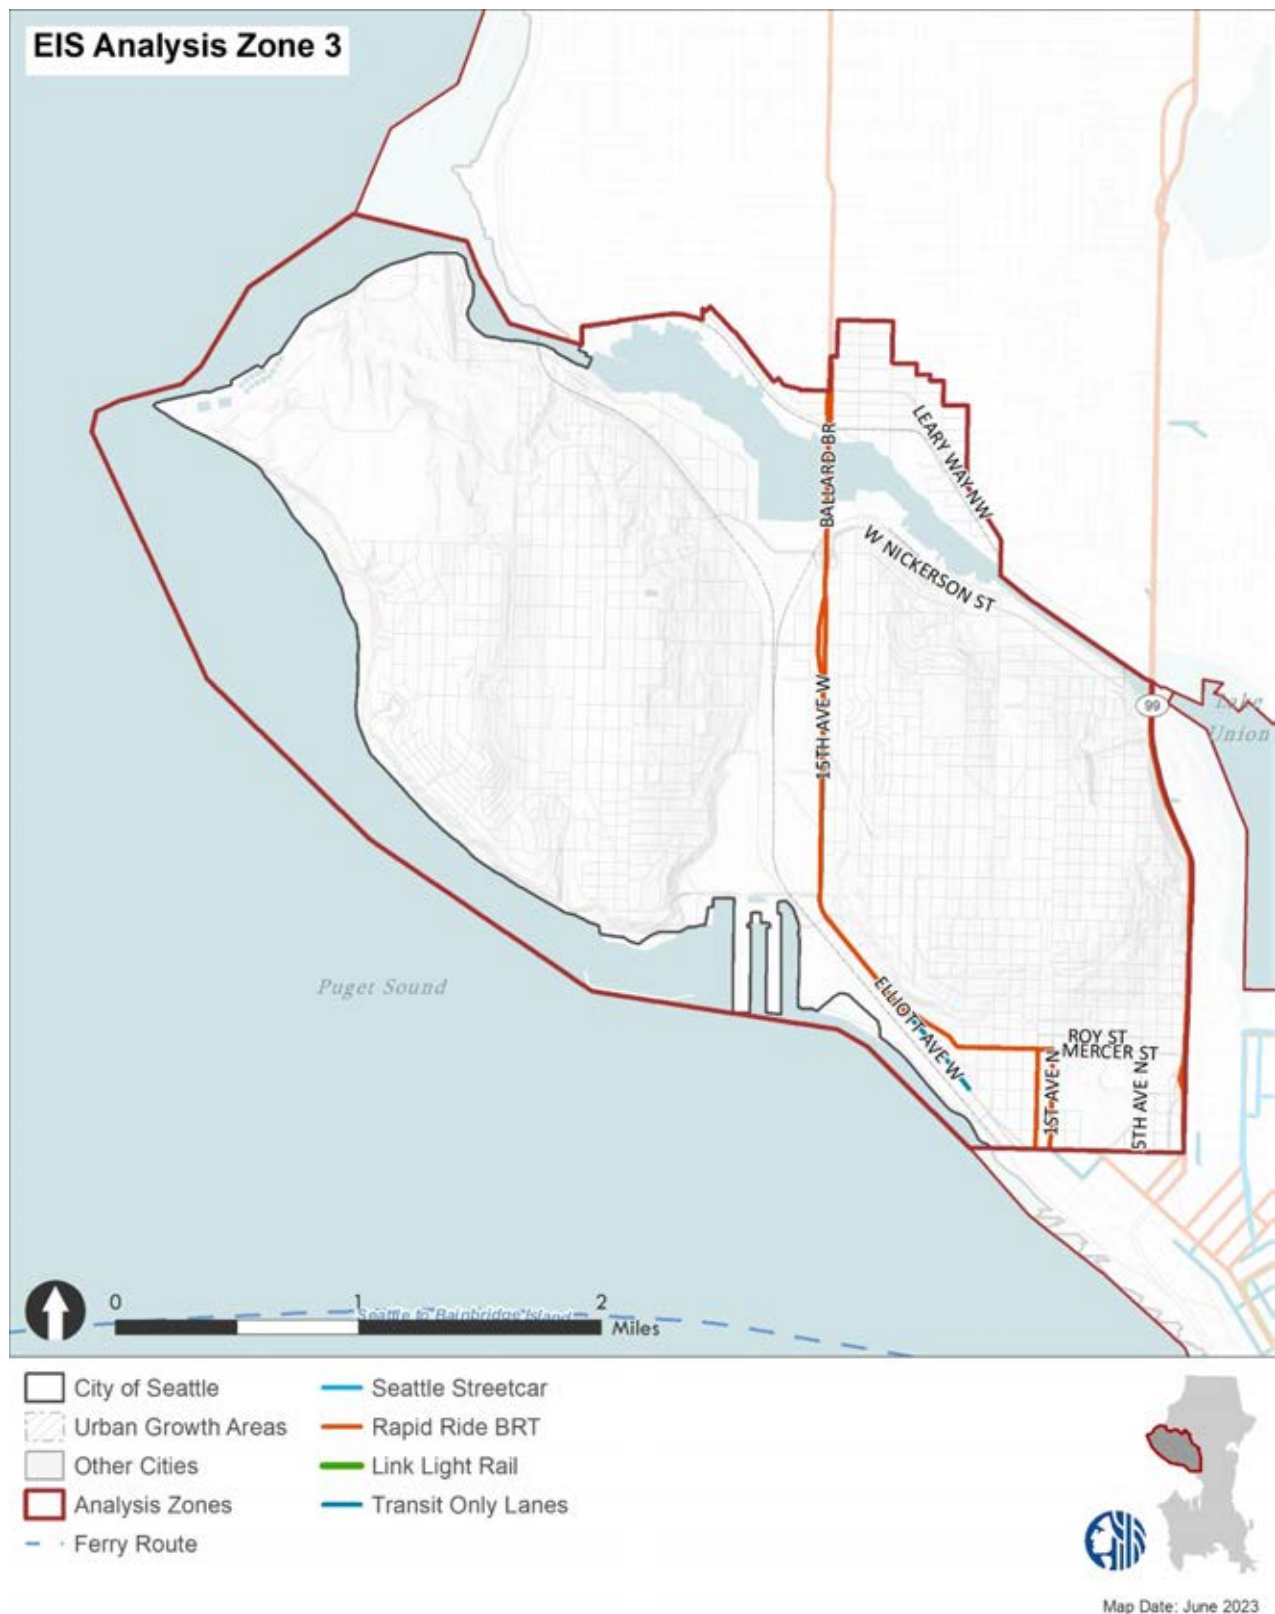 EIS Analysis Zone 3
LEARY WAY NW
BALLARD BR
W NICKERSON ST
15TH AVE W
99
Lake
Union
Puget Sound
ELLIOTT AVE W
ROY ST
MERCER ST
1ST AVE N
5TH AVE N
0 1 2
Seattle to Bainbridge Island
Miles
City of Seattle
Urban Growth Areas
Other Cities
Analysis Zones
Ferry Route
Seattle Streetcar
Rapid Ride BRT
Link Light Rail
Transit Only Lanes
Map Date: June 2023